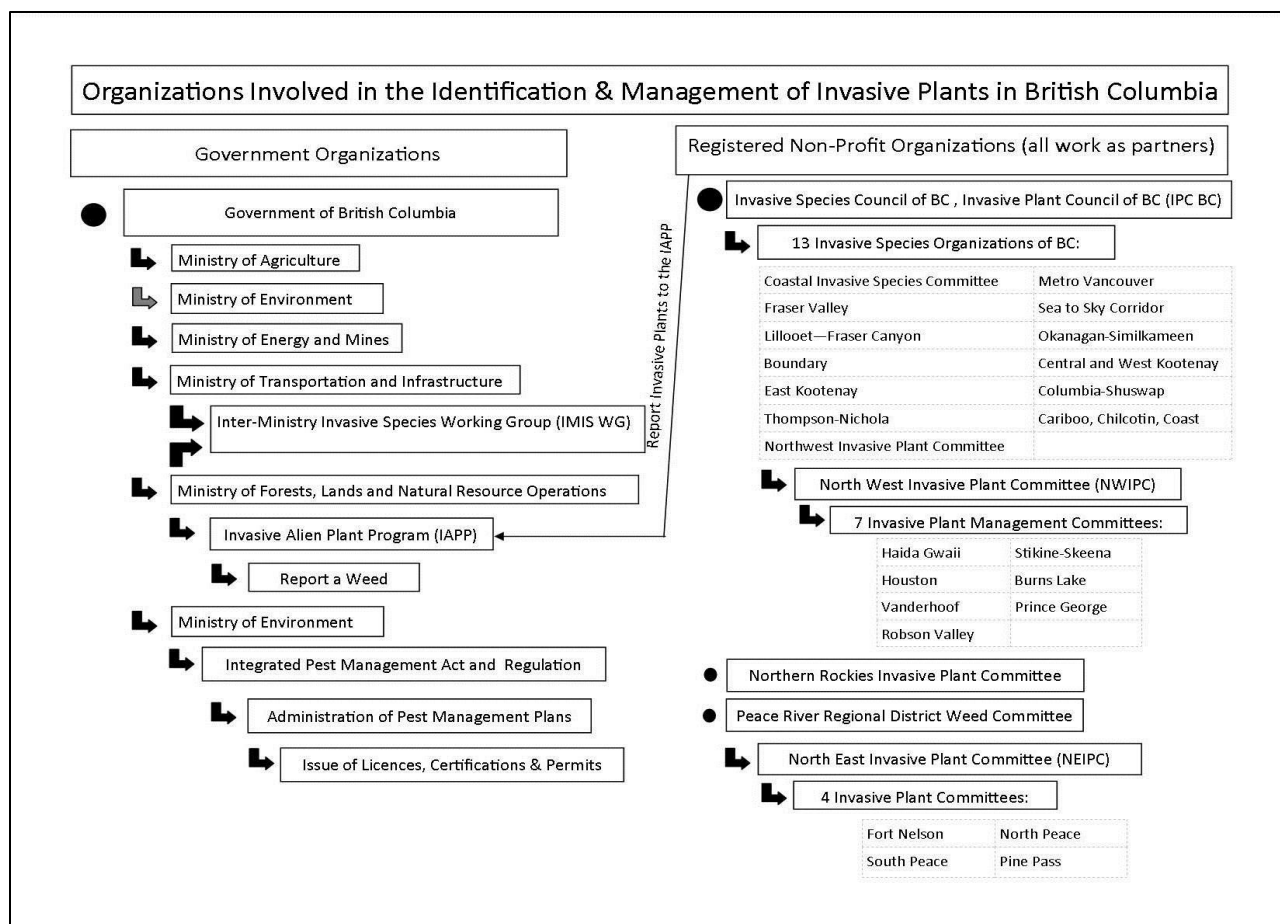 Organizations Involved in the Identification & Management of Invasive Plants in British Columbia
Government Organizations
Government of British Columbia
Ministry of Agriculture
Ministry of Environment
Ministry of Energy and Mines
Ministry of Transportation and Infrastructure
Inter-Ministry Invasive Species Working Group (IMIS WG)
Ministry of Forests, Lands and Natural Resource Operations
Invasive Alien Plant Program (IAPP)
Report a Weed
Ministry of Environment
Integrated Pest Management Act and Regulation
Administration of Pest Management Plans
Issue of Licences, Certifications & Permits
Report Invasive Plants to the IAPP
Registered Non-Profit Organizations (all work as partners)
Invasive Species Council of BC , Invasive Plant Council of BC (IPC BC)
13 Invasive Species Organizations of BC:
Coastal Invasive Species Committee Metro Vancouver
Fraser Valley Sea to Sky Corridor
Lillooet—Fraser Canyon Okanagan-Similkameen
Boundary Central and West Kootenay
East Kootenay Columbia-Shuswap
Thompson-Nichola Cariboo, Chilcotin, Coast
Northwest Invasive Plant Committee
North West Invasive Plant Committee (NWIPC)
7 Invasive Plant Management Committees:
Haida Gwaii Stikine-Skeena
Houston Burns Lake
Vanderhoof Prince George
Robson Valley
Northern Rockies Invasive Plant Committee
Peace River Regional District Weed Committee
North East Invasive Plant Committee (NEIPC)
4 Invasive Plant Committees:
Fort Nelson North Peace
South Peace Pine Pass